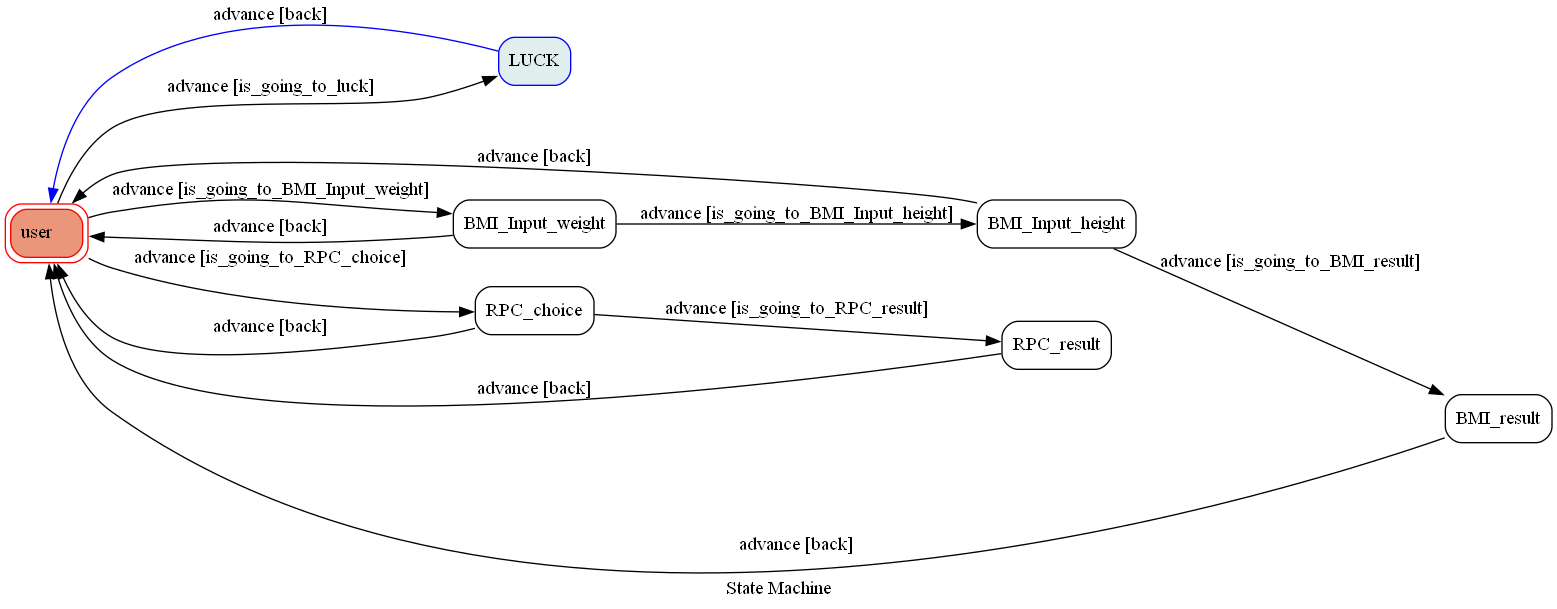 advance [back]
LUCK
advance [is_going_to_luck]
advance [back]
advance [is_going_to_BMI_Input_weight]
BMI_Input_weight
advance [is_going_to_BMI_Input_height]
BMI_Input_height
user
advance [back]
advance [is_going_to_RPC_choice]
advance [is_going_to_BMI_result]
RPC_choice
advance [is_going_to_RPC_result]
advance [back]
RPC_result
advance [back]
BMI_result
advance [back]
State Machine